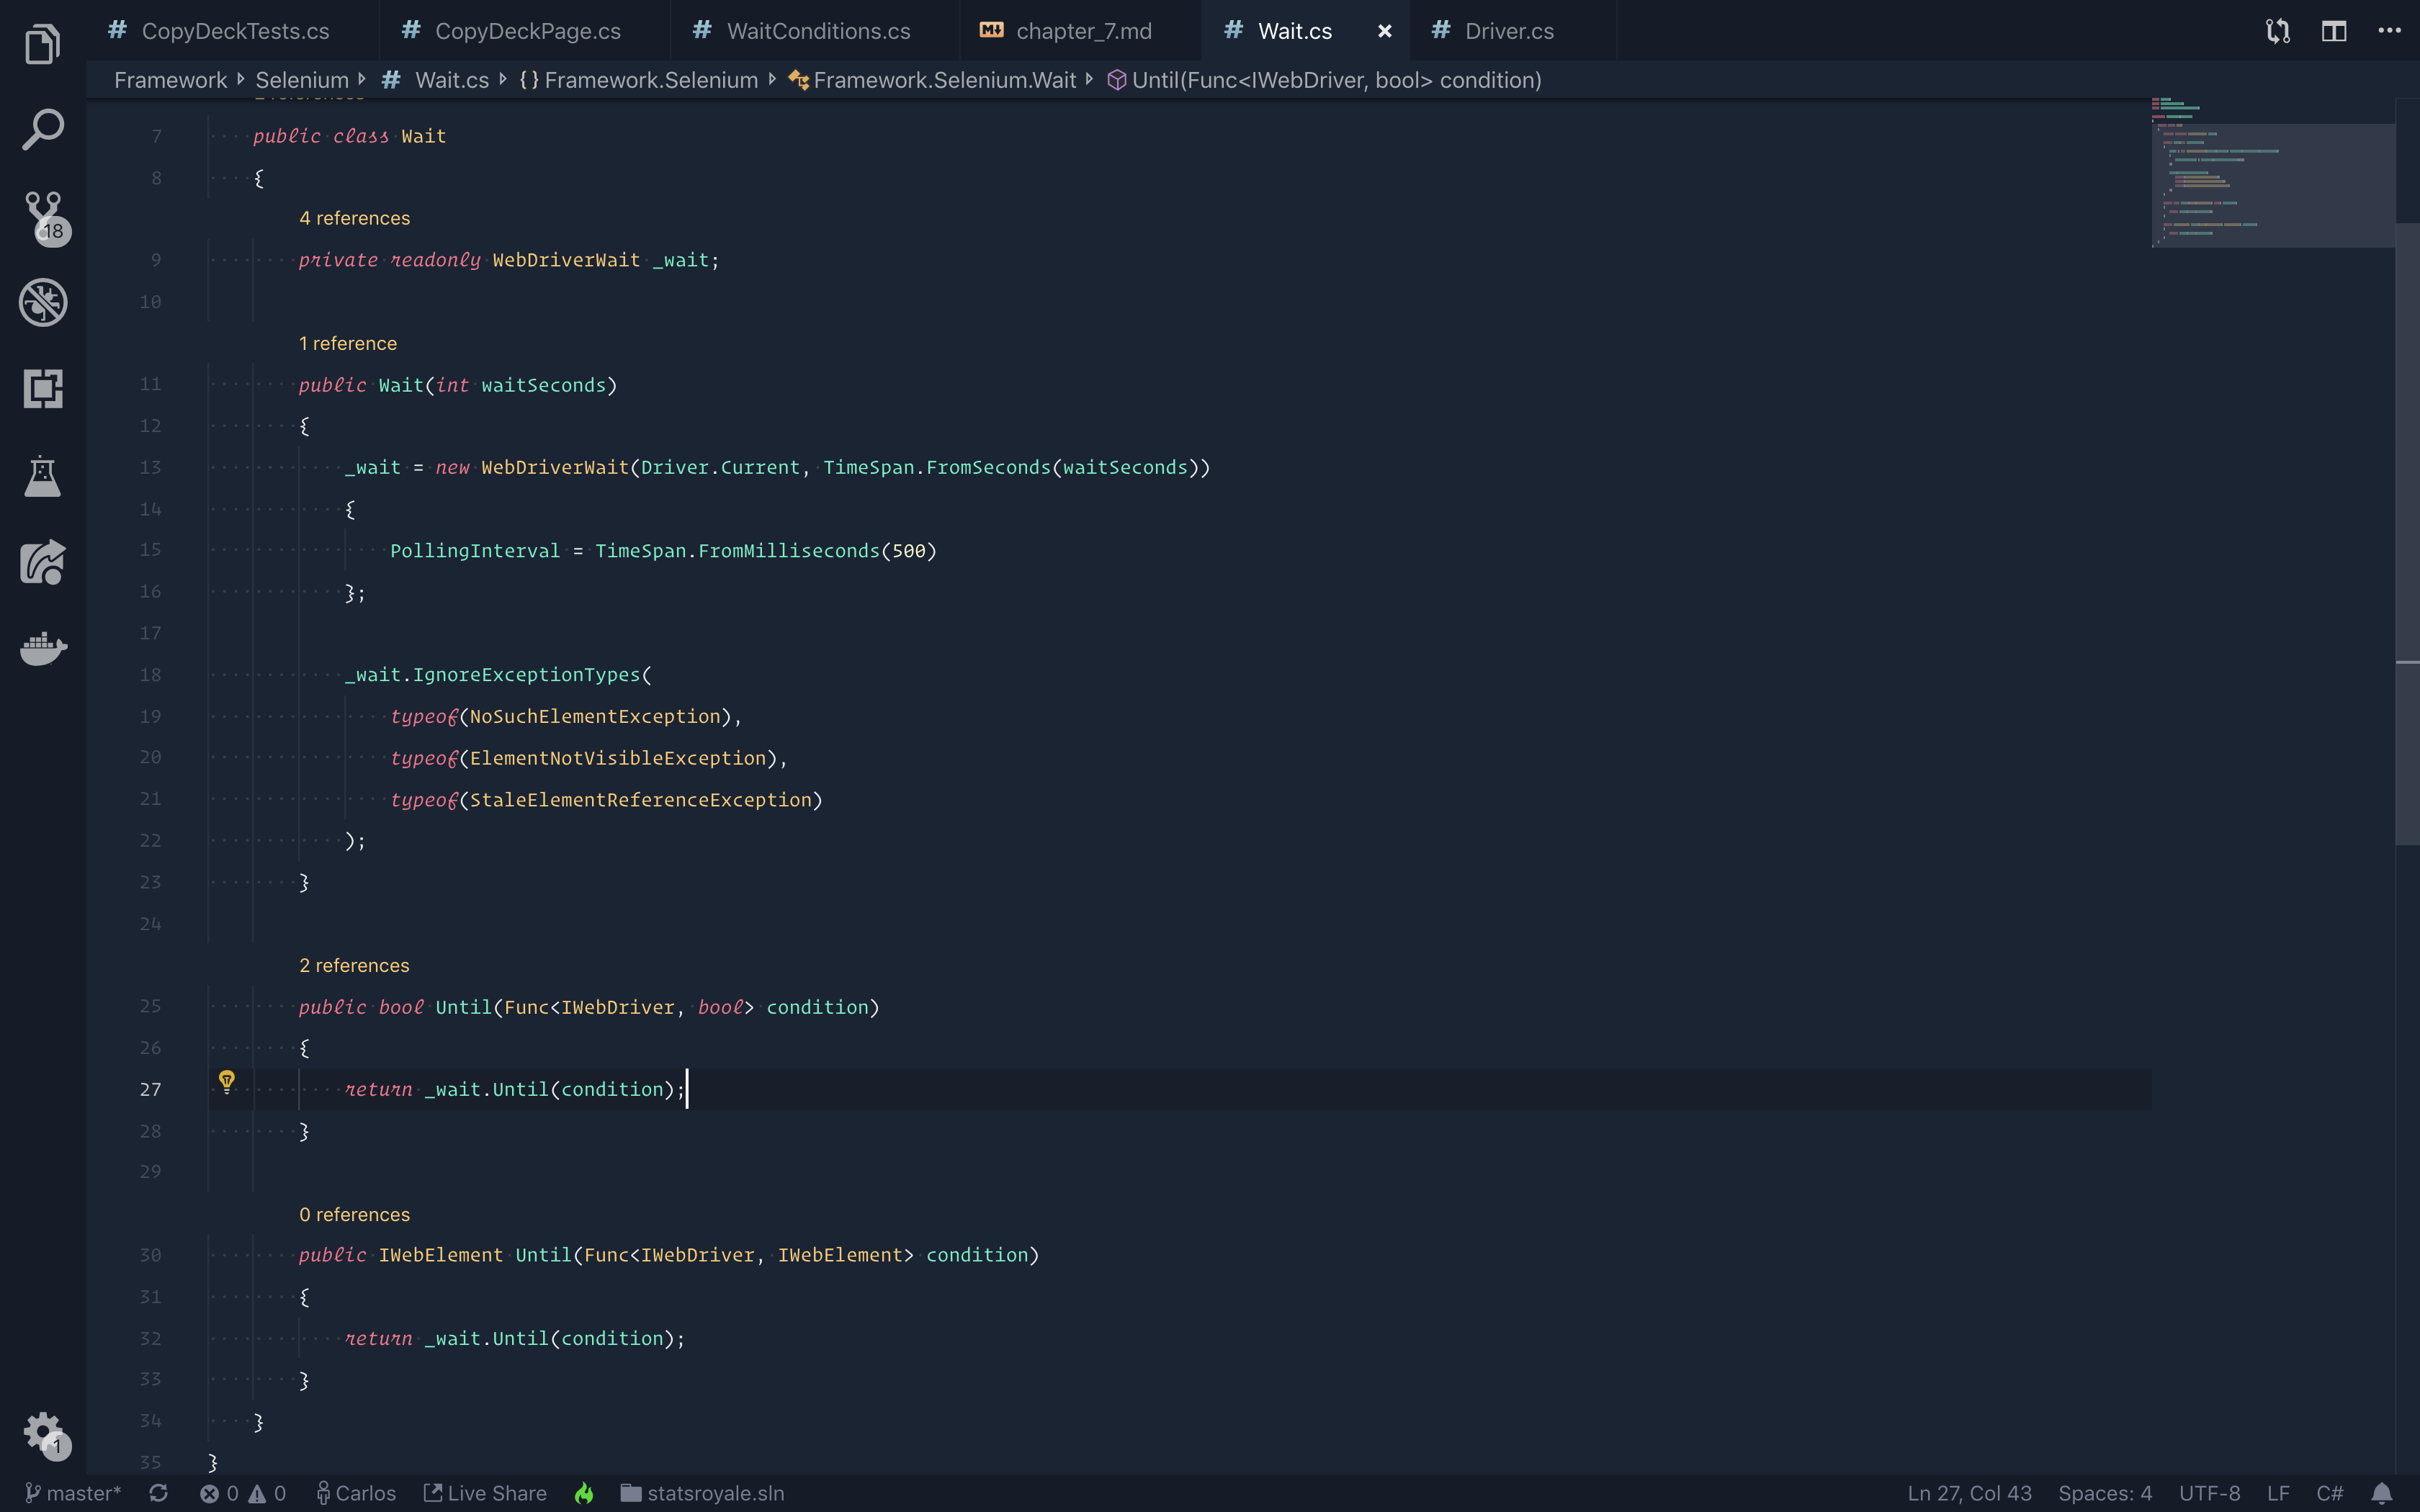 CopyDeckTests.cs CopyDeckPage.cs WaitConditions.cs chapter_7.md Wait.cs Driver.cs
Framework Selenium Wait.cs {} Framework.Selenium Framework.Selenium.Wait Until(Func<IWebDriver, bool> condition)
7 public class Wait
8 {
4 references
9 private readonly WebDriverWait _wait;
10
1 reference
11 public Wait(int waitSeconds)
12 {
13 _wait = new WebDriverWait(Driver.Current, TimeSpan.FromSeconds(waitSeconds))
14 {
15 PollingInterval = TimeSpan.FromMilliseconds(500)
16 };
17
18 _wait.IgnoreExceptionTypes(
19 typeof(NoSuchElementException),
20 typeof(ElementNotVisibleException),
21 typeof(StaleElementReferenceException)
22 );
23 }
24
2 references
25 public bool Until(Func<IWebDriver, bool> condition)
26 {
27 return _wait.Until(condition);
28 }
29
0 references
30 public IWebElement Until(Func<IWebDriver, IWebElement> condition)
31 {
32 return _wait.Until(condition);
33 }
34 }
35 }
18
1
master* 0 0 Carlos Live Share statsroyale.sln Ln 27, Col 43 Spaces: 4 UTF-8 LF C#